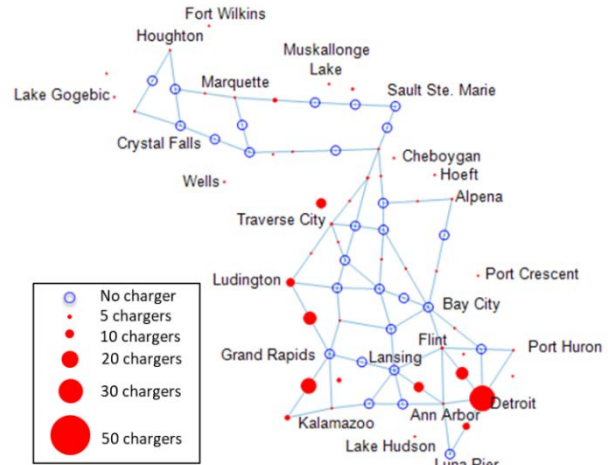 Fort Wilkins
Houghton
Muskallonge
Lake
Marquette
Sault Ste. Marie
Lake Gogebic
Crystal Falls
Cheboygan
Hoeft
Wells
Alpena
Traverse City
Ludington
Port Crescent
Bay City
No charger
5 chargers
10 chargers
20 chargers
30 chargers
50 chargers
Flint
Port Huron
Grand Rapids
Lansing
Detroit
Ann Arbor
Kalamazoo
Lake Hudson
Luna Pier